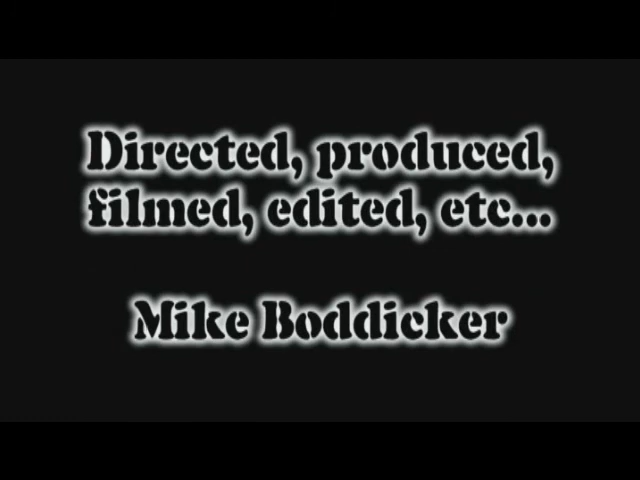 Directed, produced,
filmed, edited, etc...
Mike Boddicker